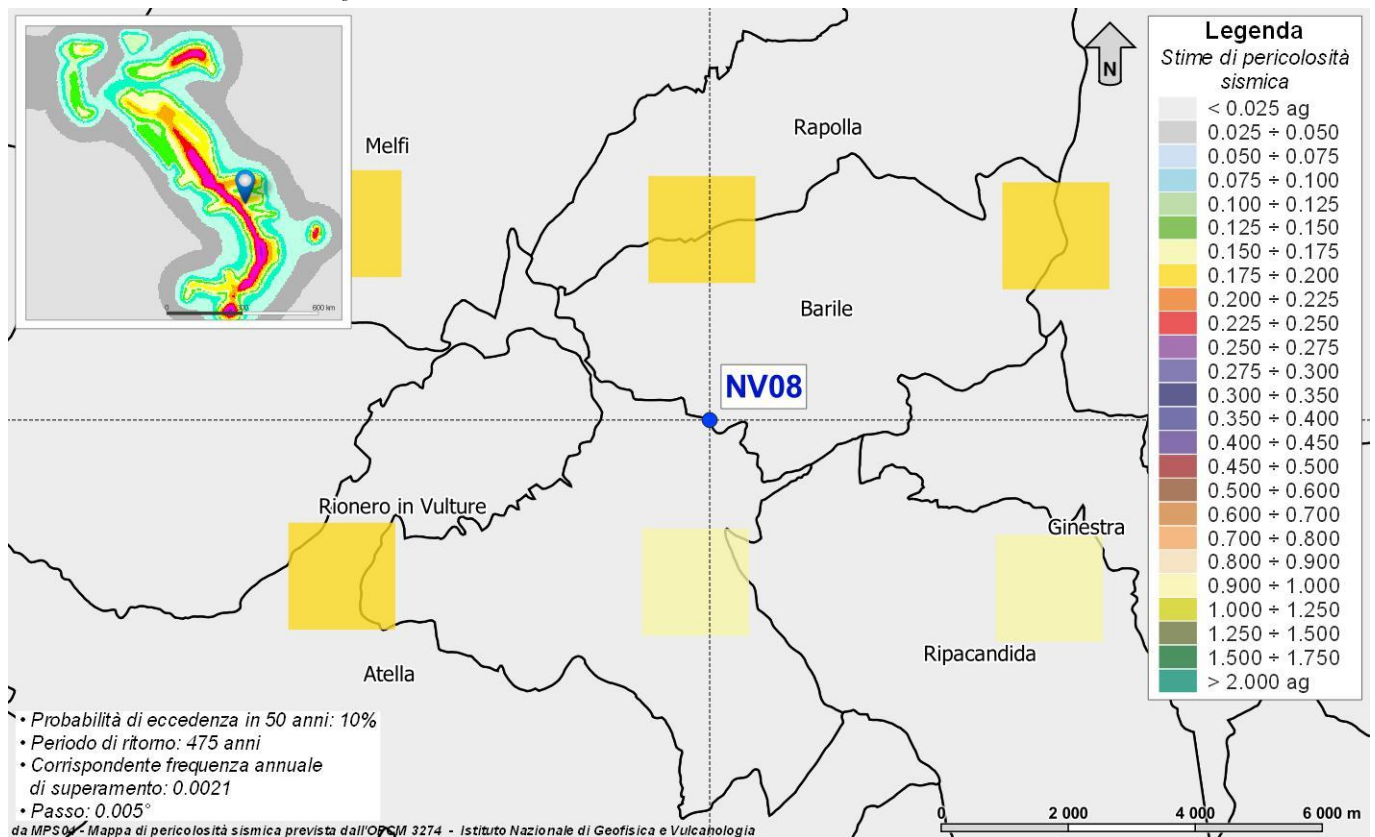 0
300
600 km
Melfi
Rapolla
Barile
NV08
Rionero in Vulture
Ginestra
Atella
Ripacandida
N
Legenda
Stime di pericolosità
sismica
< 0.025 ag
0.025 ÷ 0.050
0.050 ÷ 0.075
0.075 ÷ 0.100
0.100 ÷ 0.125
0.125 ÷ 0.150
0.150 ÷ 0.175
0.175 ÷ 0.200
0.200 ÷ 0.225
0.225 ÷ 0.250
0.250 ÷ 0.275
0.275 ÷ 0.300
0.300 ÷ 0.350
0.350 ÷ 0.400
0.400 ÷ 0.450
0.450 ÷ 0.500
0.500 ÷ 0.600
0.600 ÷ 0.700
0.700 ÷ 0.800
0.800 ÷ 0.900
0.900 ÷ 1.000
1.000 ÷ 1.250
1.250 ÷ 1.500
1.500 ÷ 1.750
> 2.000 ag
• Probabilità di eccedenza in 50 anni: 10%
• Periodo di ritorno: 475 anni
• Corrispondente frequenza annuale
di superamento: 0.0021
• Passo: 0.005°
da MPS04 - Mappa di pericolosità sismica prevista dall'OPCM 3274 - Istituto Nazionale di Geofisica e Vulcanologia
0 2 000 4 000 6 000 m